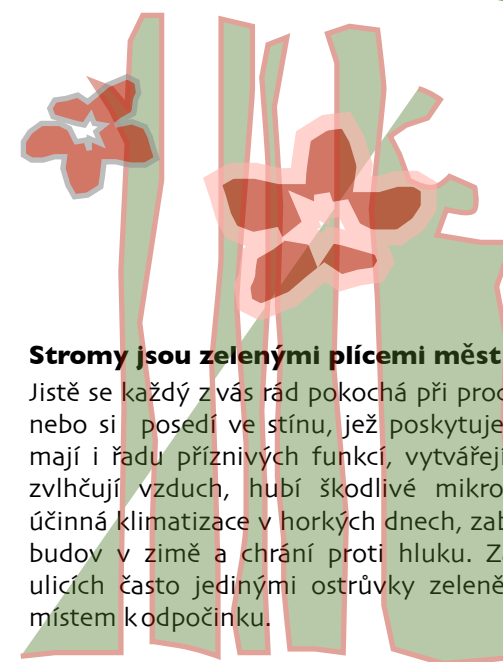 Stromy jsou zelenými plícemi měst
Jistě se každý z vás rád pokochá při proc
nebo si posedí ve stínu, jež poskytuje
mají i řadu příznivých funkcí, vytvářejí
zvlhčují vzduch, hubí škodlivé mikro
účinná klimatizace v horkých dnech, zab
budov v zimě a chrání proti hluku. Z
ulicích často jedinými ostrůvky zeleně
místem k odpočinku.